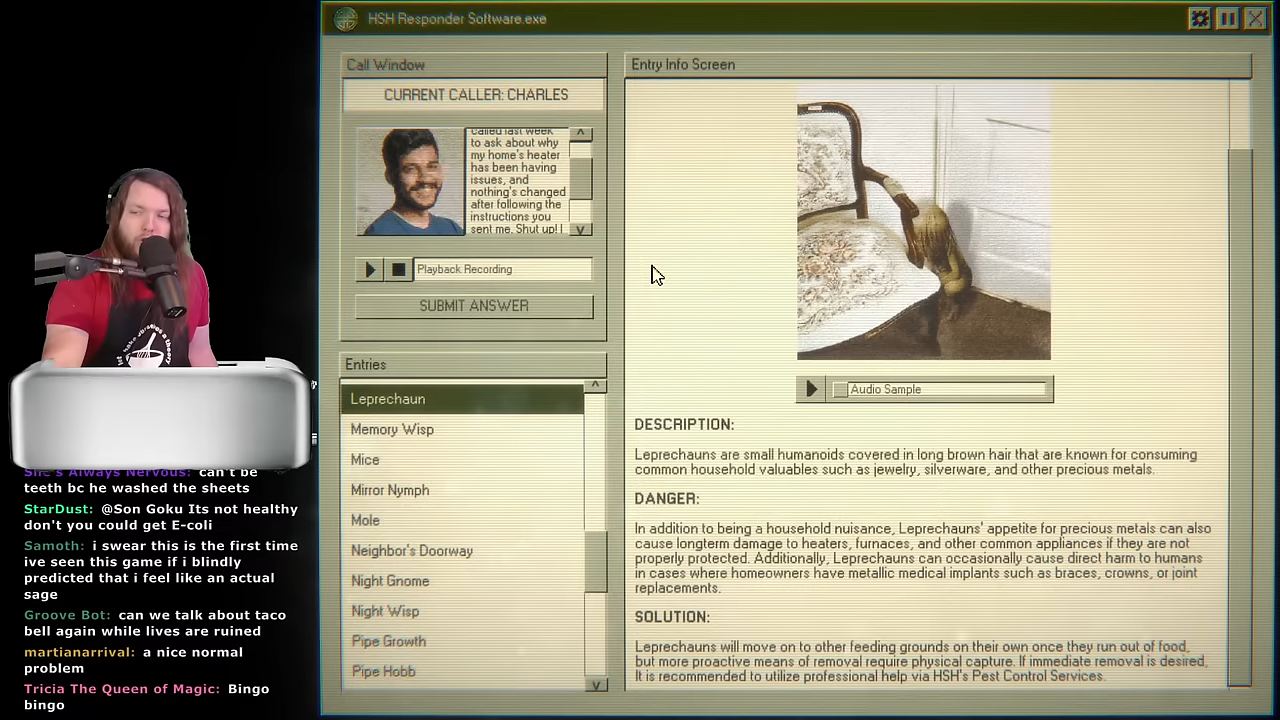 HSH Responder Software.exe
Call Window
CURRENT CALLER: CHARLES
called last week
to ask about why
my home's heater
has been having
issues, and
nothing's changed
after following the
instructions you
sent me. Shut up! I
Playback Recording
SUBMIT ANSWER
Entries
Leprechaun
Memory Wisp
Mice
Mirror Nymph
Mole
Neighbor's Doorway
Night Gnome
Night Wisp
Pipe Growth
Pipe Hobb
Entry Info Screen
Audio Sample
DESCRIPTION:
Leprechauns are small humanoids covered in long brown hair that are known for consuming
common household valuables such as jewelry, silverware, and other precious metals.
DANGER:
In addition to being a household nuisance, Leprechauns' appetite for precious metals can also
cause longterm damage to heaters, furnaces, and other common appliances if they are not
properly protected. Additionally, Leprechauns can occasionally cause direct harm to humans
in cases where homeowners have metallic medical implants such as braces, crowns, or joint
replacements.
SOLUTION:
Leprechauns will move on to other feeding grounds on their own once they run out of food,
but more proactive means of removal require physical capture. If immediate removal is desired,
It is recommended to utilize professional help via HSH's Pest Control Services.
She's Always Nervous: can't be
teeth bc he washed the sheets
StarDust: @Son Goku Its not healthy
don't you could get E-coli
Samoth: i swear this is the first time
ive seen this game if i blindly
predicted that i feel like an actual
sage
Groove Bot: can we talk about taco
bell again while lives are ruined
martianarrival: a nice normal
problem
Tricia The Queen of Magic: Bingo
bingo